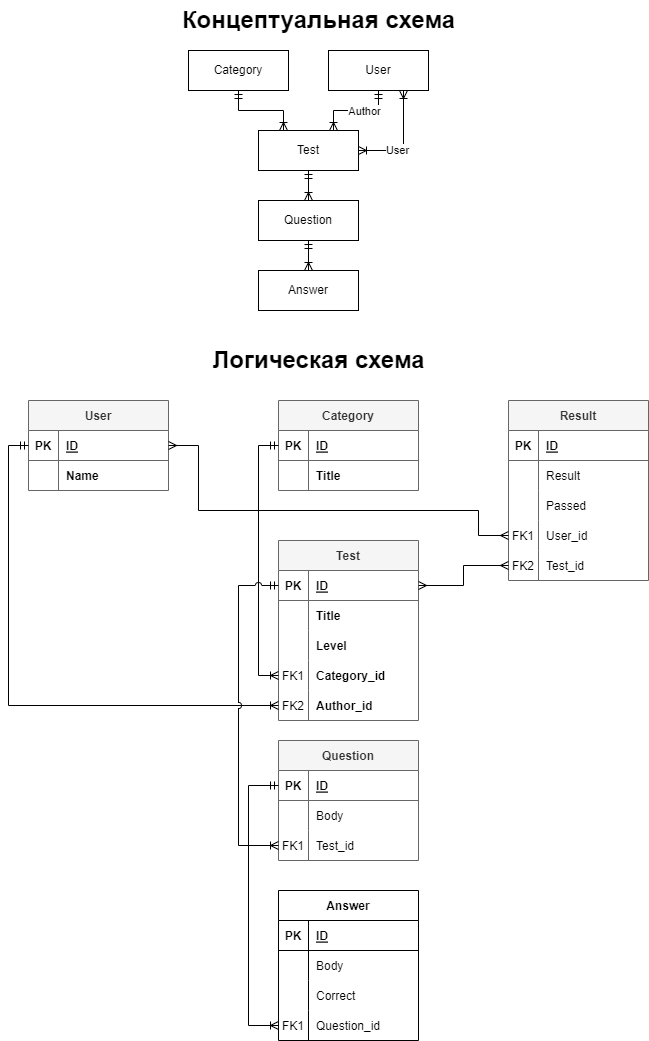 Концептуальная схема
Category
User
Author
Test
User
Question
Answer
Логическая схема
User
PK ID
Name
Category
PK ID
Title
Result
PK ID
Result
Passed
FK1 User_id
FK2 Test_id
Test
PK ID
Title
Level
FK1 Category_id
FK2 Author_id
Question
PK ID
Body
FK1 Test_id
Answer
PK ID
Body
Correct
FK1 Question_id